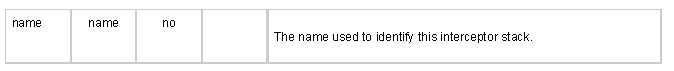 name name no The name used to identify this interceptor stack.